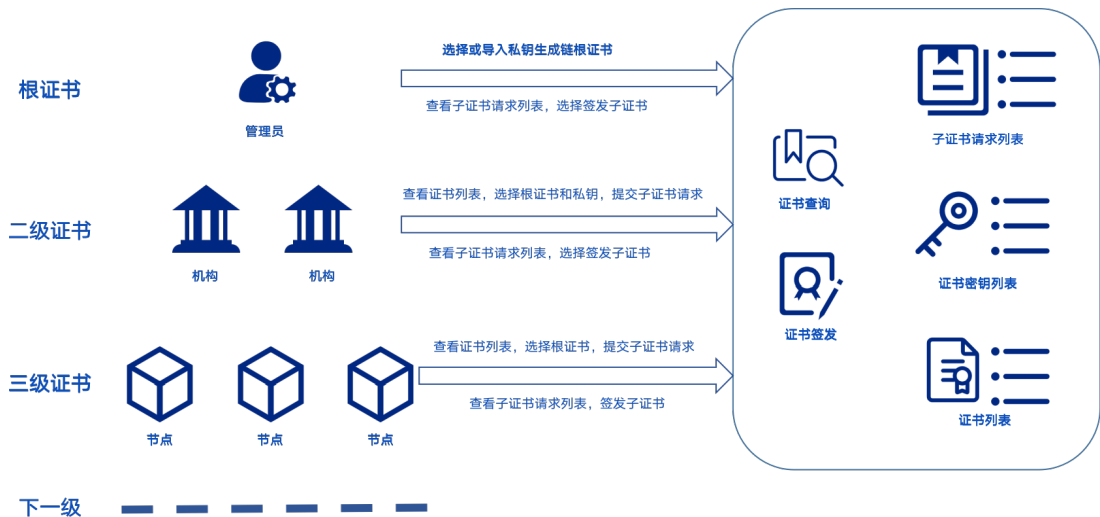 根证书
管理员
选择或导入私钥生成链根证书
查看子证书请求列表，选择签发子证书
二级证书
机构
机构
查看证书列表，选择根证书和私钥，提交子证书请求
查看子证书请求列表，选择签发子证书
三级证书
节点
节点
节点
查看证书列表，选择根证书，提交子证书请求
查看子证书请求列表，签发子证书
下一级
证书查询
证书签发
子证书请求列表
证书密钥列表
证书列表